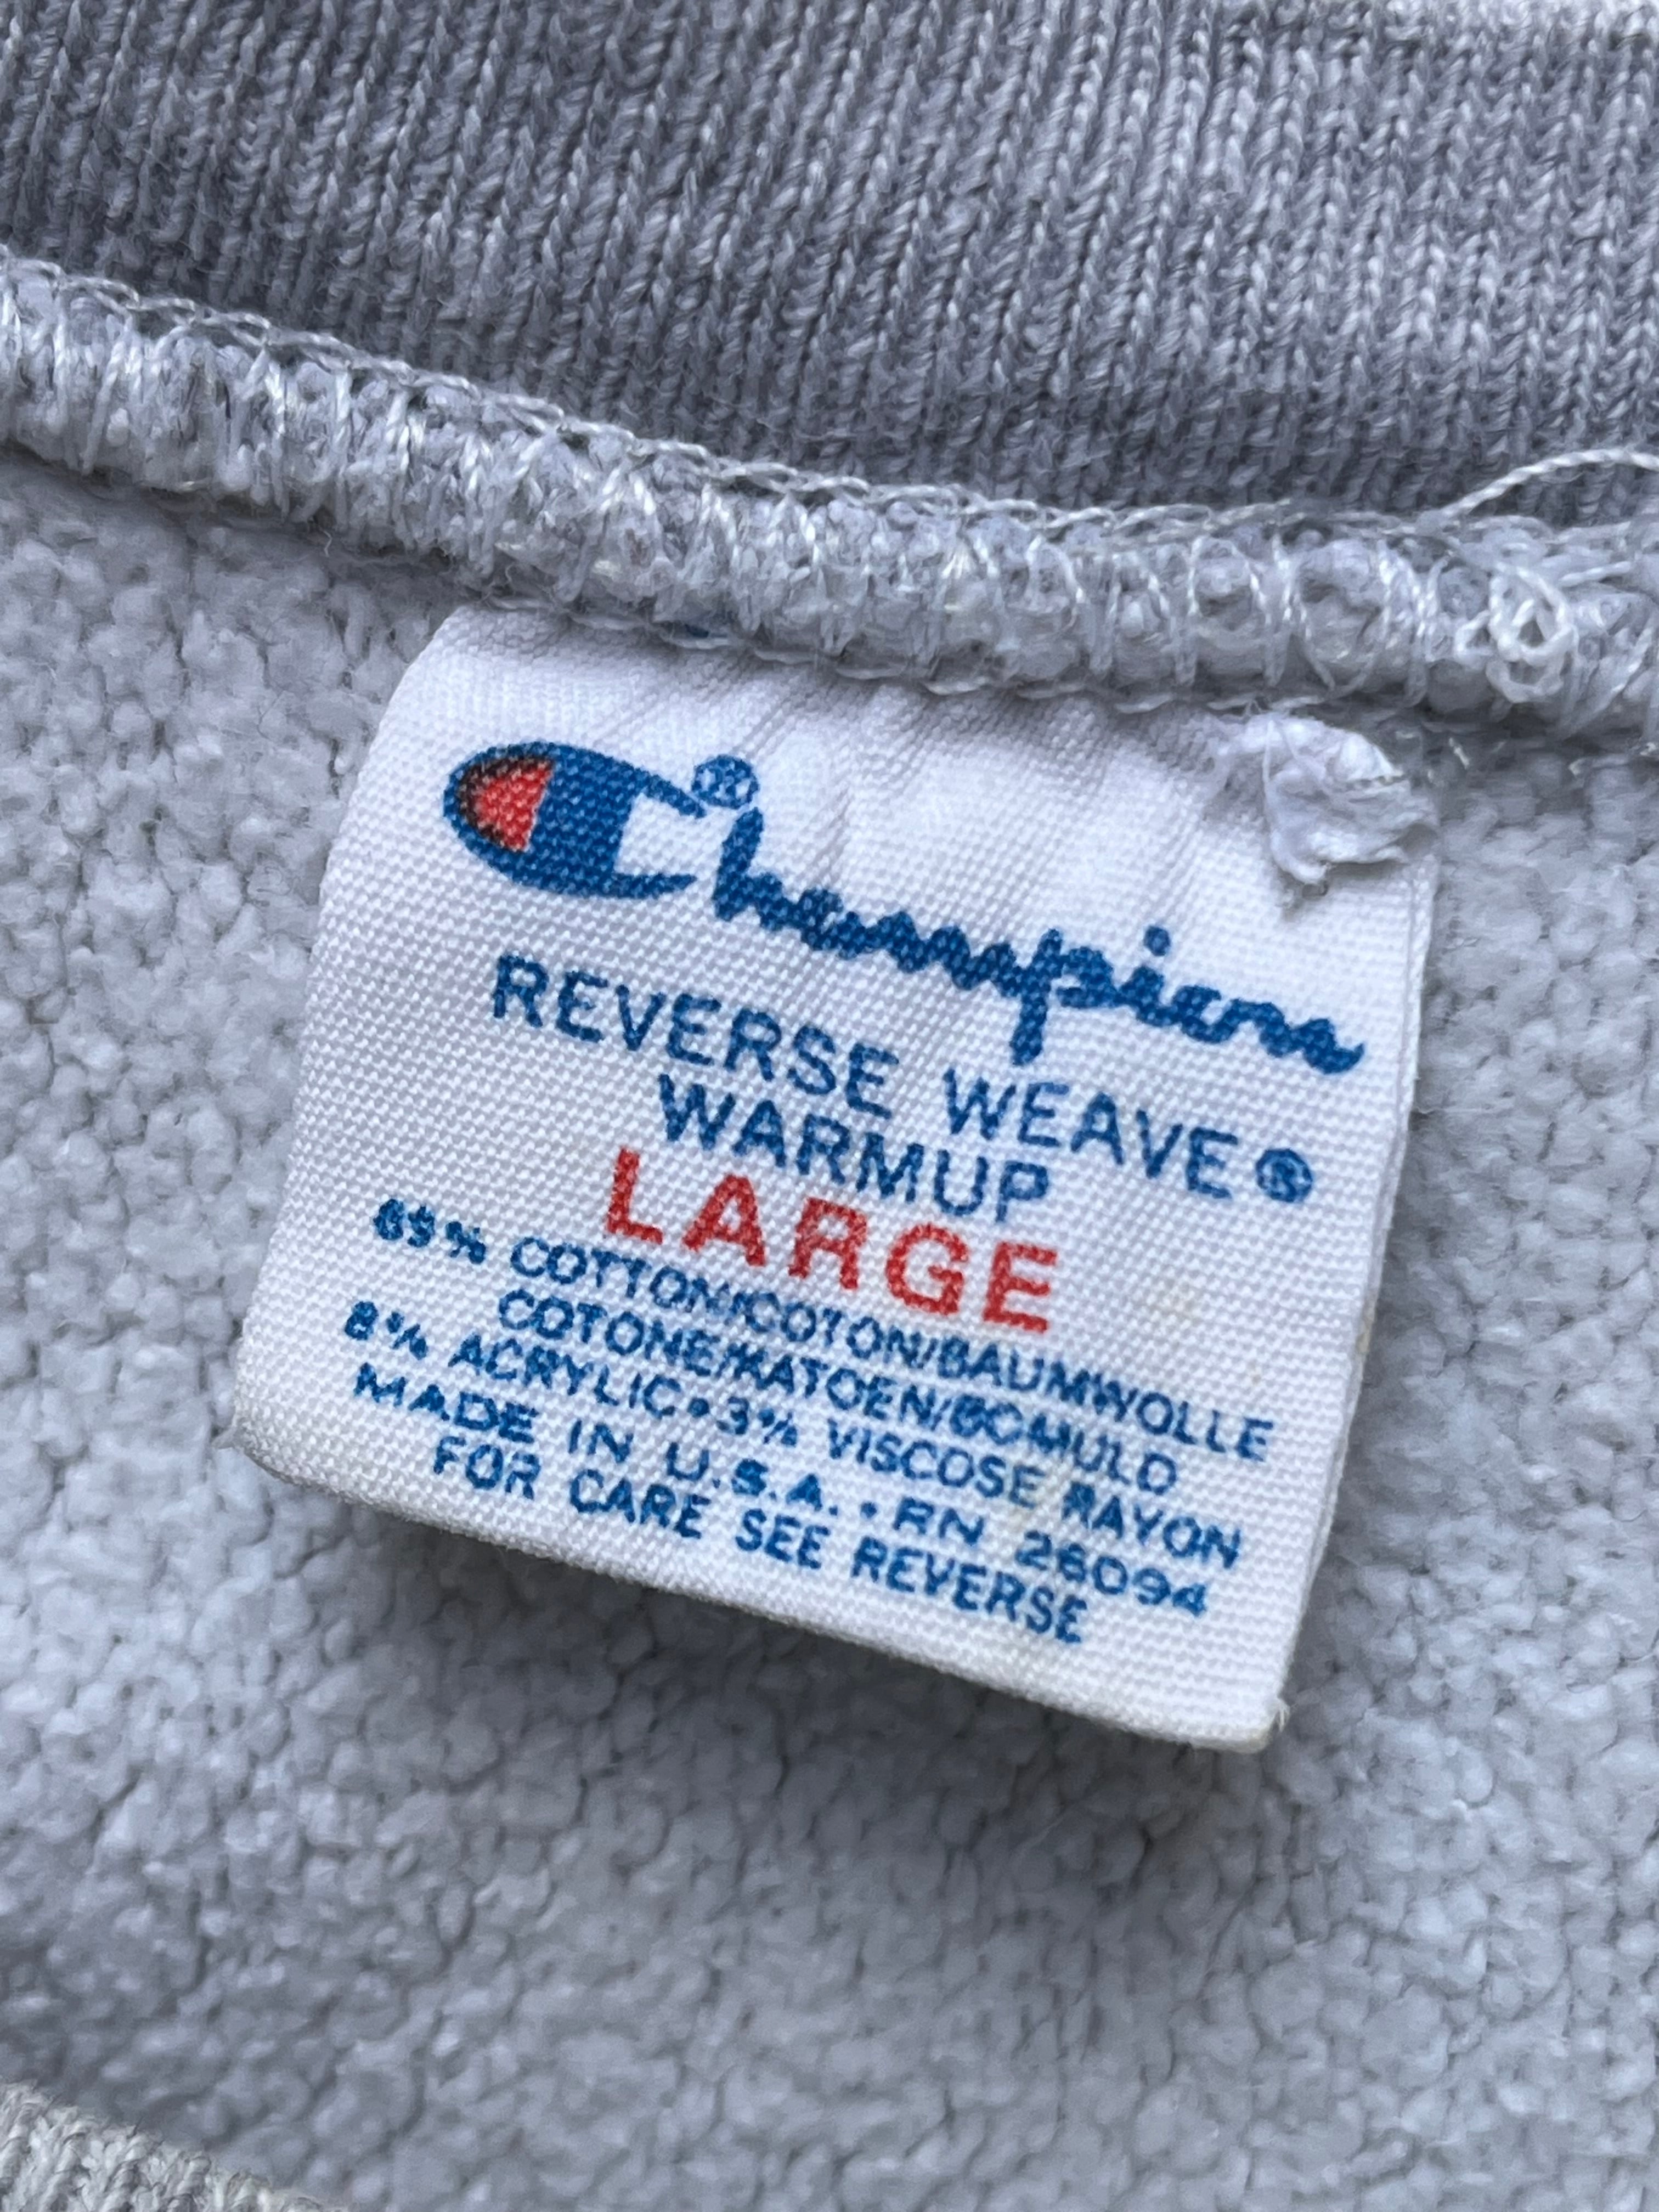 Champion®
REVERSE WEAVE®
WARMUP
LARGE
89% COTTON/COTON/BAUMWOLLE
COTONE/KATOEN/BOMULD
8% ACRYLIC•3% VISCOSE RAYON
MADE IN U.S.A. • RN 26094
FOR CARE SEE REVERSE